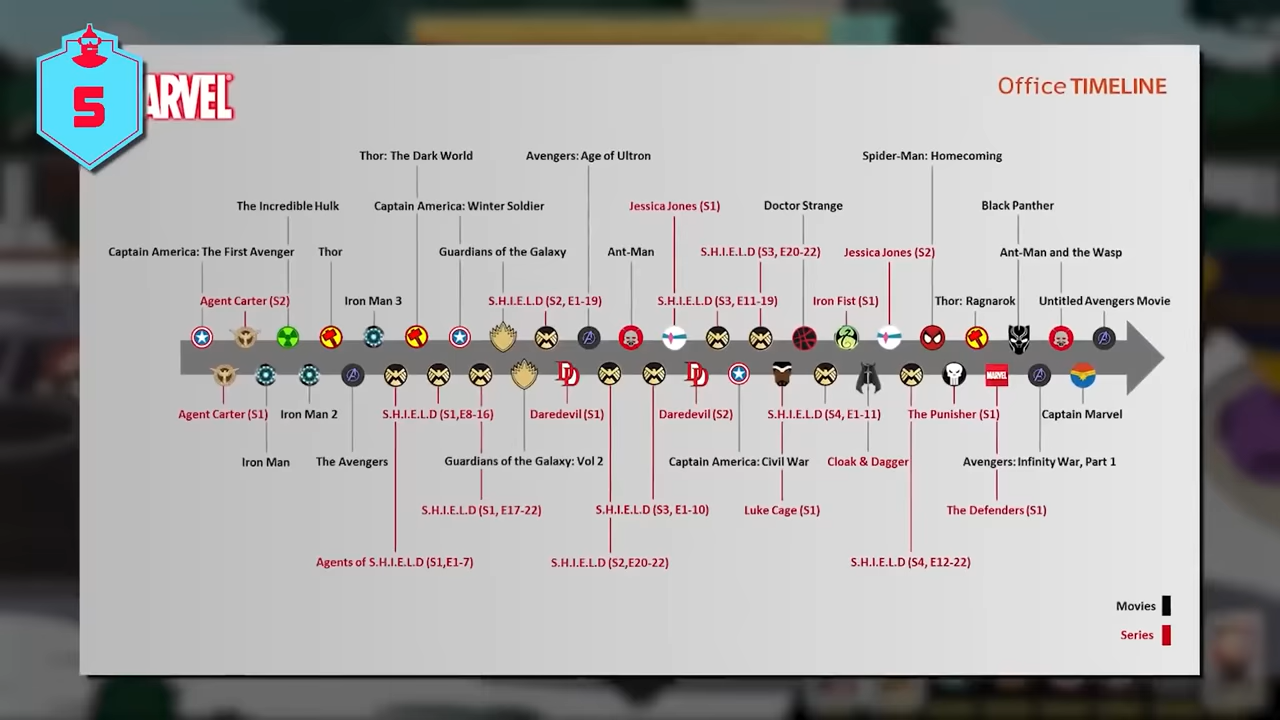 S
MARVEL
Office TIMELINE
Thor: The Dark World
Avengers: Age of Ultron
Spider-Man: Homecoming
The Incredible Hulk
Captain America: Winter Soldier
Jessica Jones (S1)
Doctor Strange
Black Panther
Captain America: The First Avenger
Thor
Guardians of the Galaxy
Ant-Man
S.H.I.E.L.D (S3, E20-22)
Jessica Jones (S2)
Ant-Man and the Wasp
Agent Carter (S2)
Iron Man 3
S.H.I.E.L.D (S2, E1-19)
S.H.I.E.L.D (S3, E11-19)
Iron Fist (S1)
Thor: Ragnarok
Untitled Avengers Movie
MARVEL
Agent Carter (S1)
Iron Man 2
S.H.I.E.L.D (S1,E8-16)
Daredevil (S1)
Daredevil (S2)
S.H.I.E.L.D (S4, E1-11)
The Punisher (S1)
Captain Marvel
Iron Man
The Avengers
Guardians of the Galaxy: Vol 2
Captain America: Civil War
Cloak & Dagger
Avengers: Infinity War, Part 1
S.H.I.E.L.D (S1, E17-22)
S.H.I.E.L.D (S3, E1-10)
Luke Cage (S1)
The Defenders (S1)
Agents of S.H.I.E.L.D (S1,E1-7)
S.H.I.E.L.D (S2,E20-22)
S.H.I.E.L.D (S4, E12-22)
Movies
Series